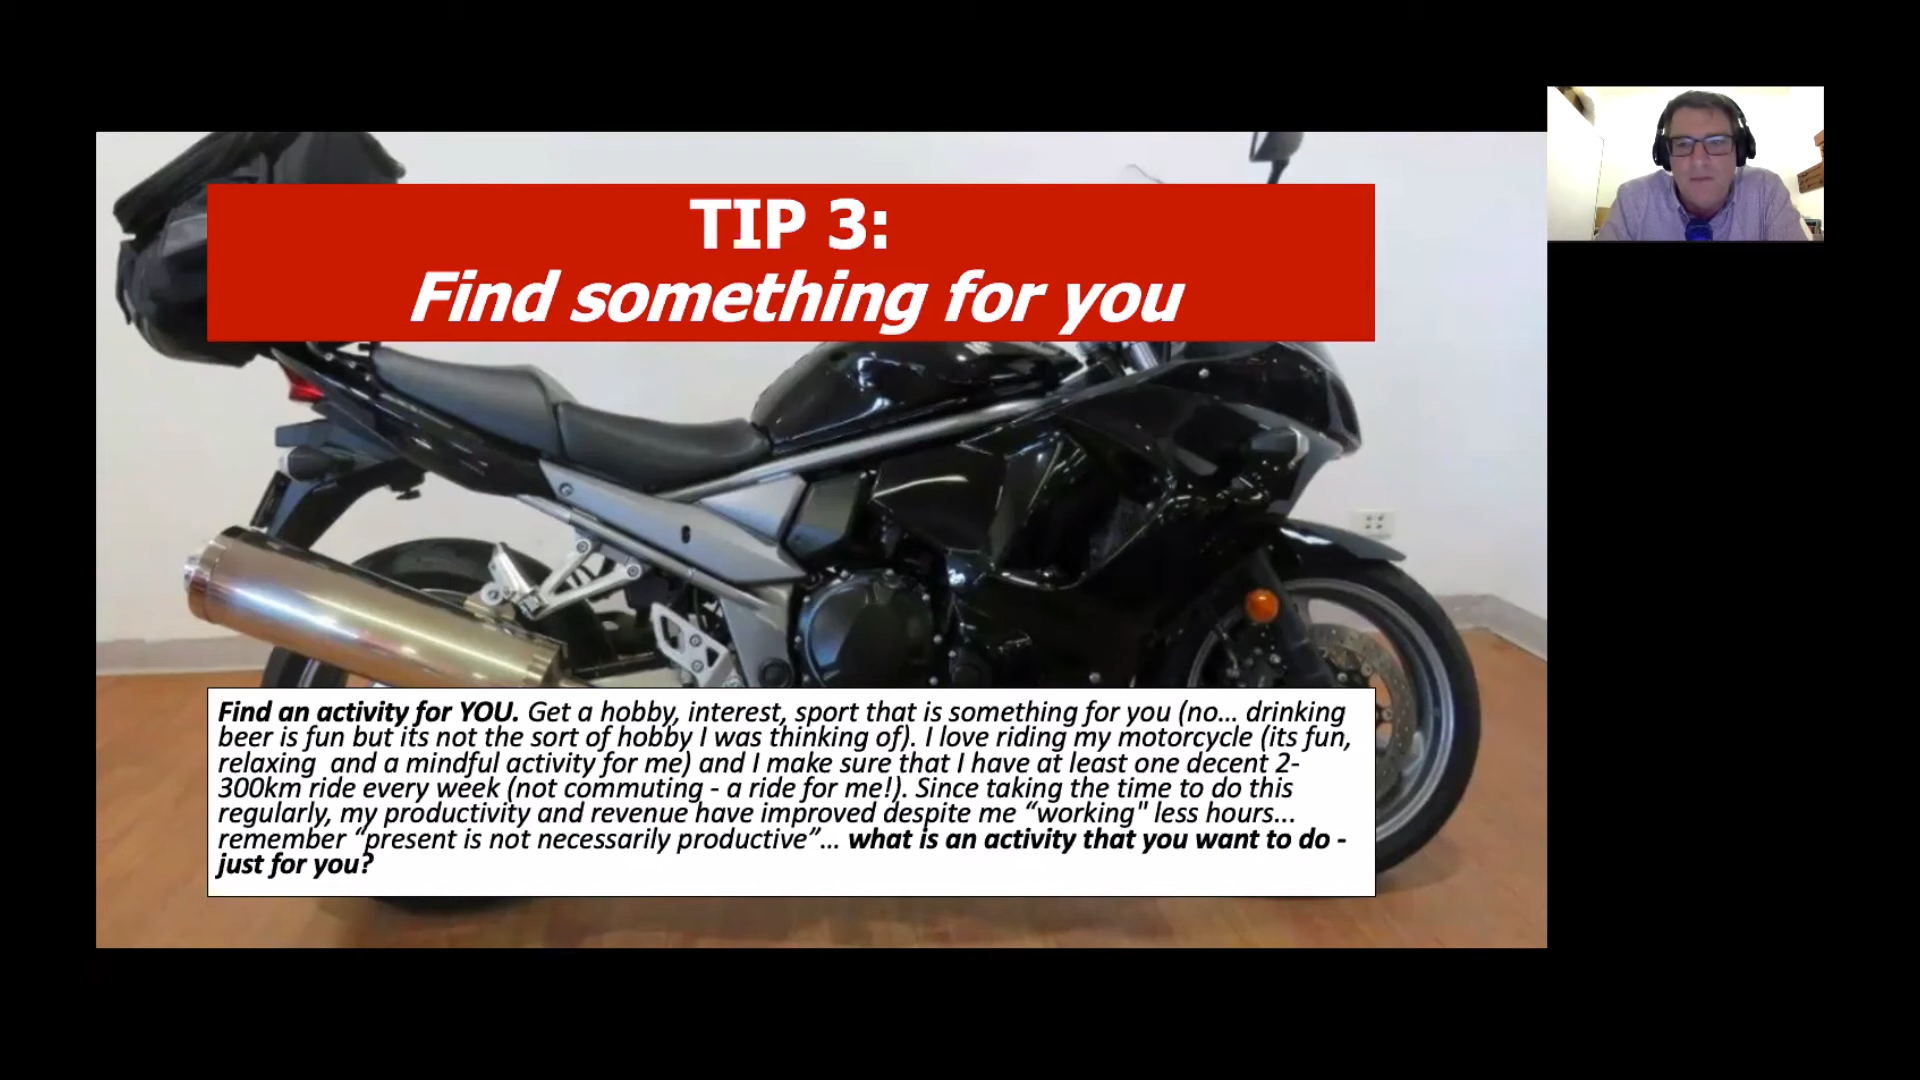 TIP 3:
Find something for you
Find an activity for YOU. Get a hobby, interest, sport that is something for you (no... drinking
beer is fun but its not the sort of hobby I was thinking of). I love riding my motorcycle (its fun,
relaxing  and a mindful activity for me) and I make sure that I have at least one decent 2-
300km ride every week (not commuting - a ride for me!). Since taking the time to do this
regularly, my productivity and revenue have improved despite me “working" less hours...
remember “present is not necessarily productive”... what is an activity that you want to do -
just for you?